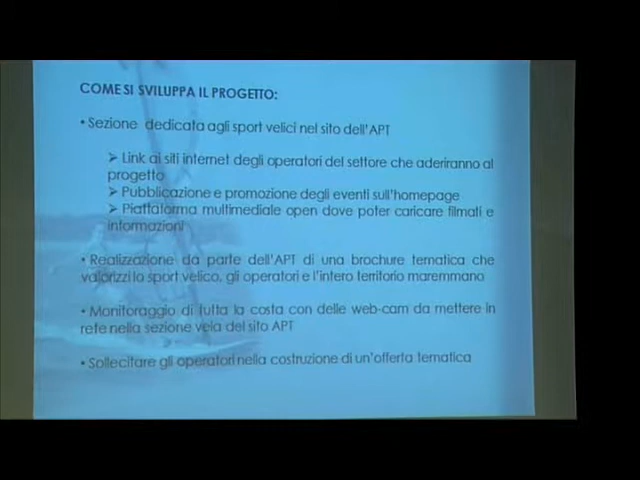 COME SI SVILUPPA IL PROGETTO:
• Sezione dedicata agli sport velici nel sito dell'APT
➢ Link ai siti internet degli operatori del settore che aderiranno al
progetto
➢ Pubblicazione e promozione degli eventi sull'homepage
➢ Piattaforma multimediale open dove poter caricare filmati e
informazioni
• Realizzazione da parte dell'APT di una brochure tematica che
valorizzi lo sport velico, gli operatori e l'intero territorio maremmano
• Monitoraggio di tutta la costa con delle web-cam da mettere in
rete nella sezione vela del sito APT
• Sollecitare gli operatori nella costruzione di un'offerta tematica